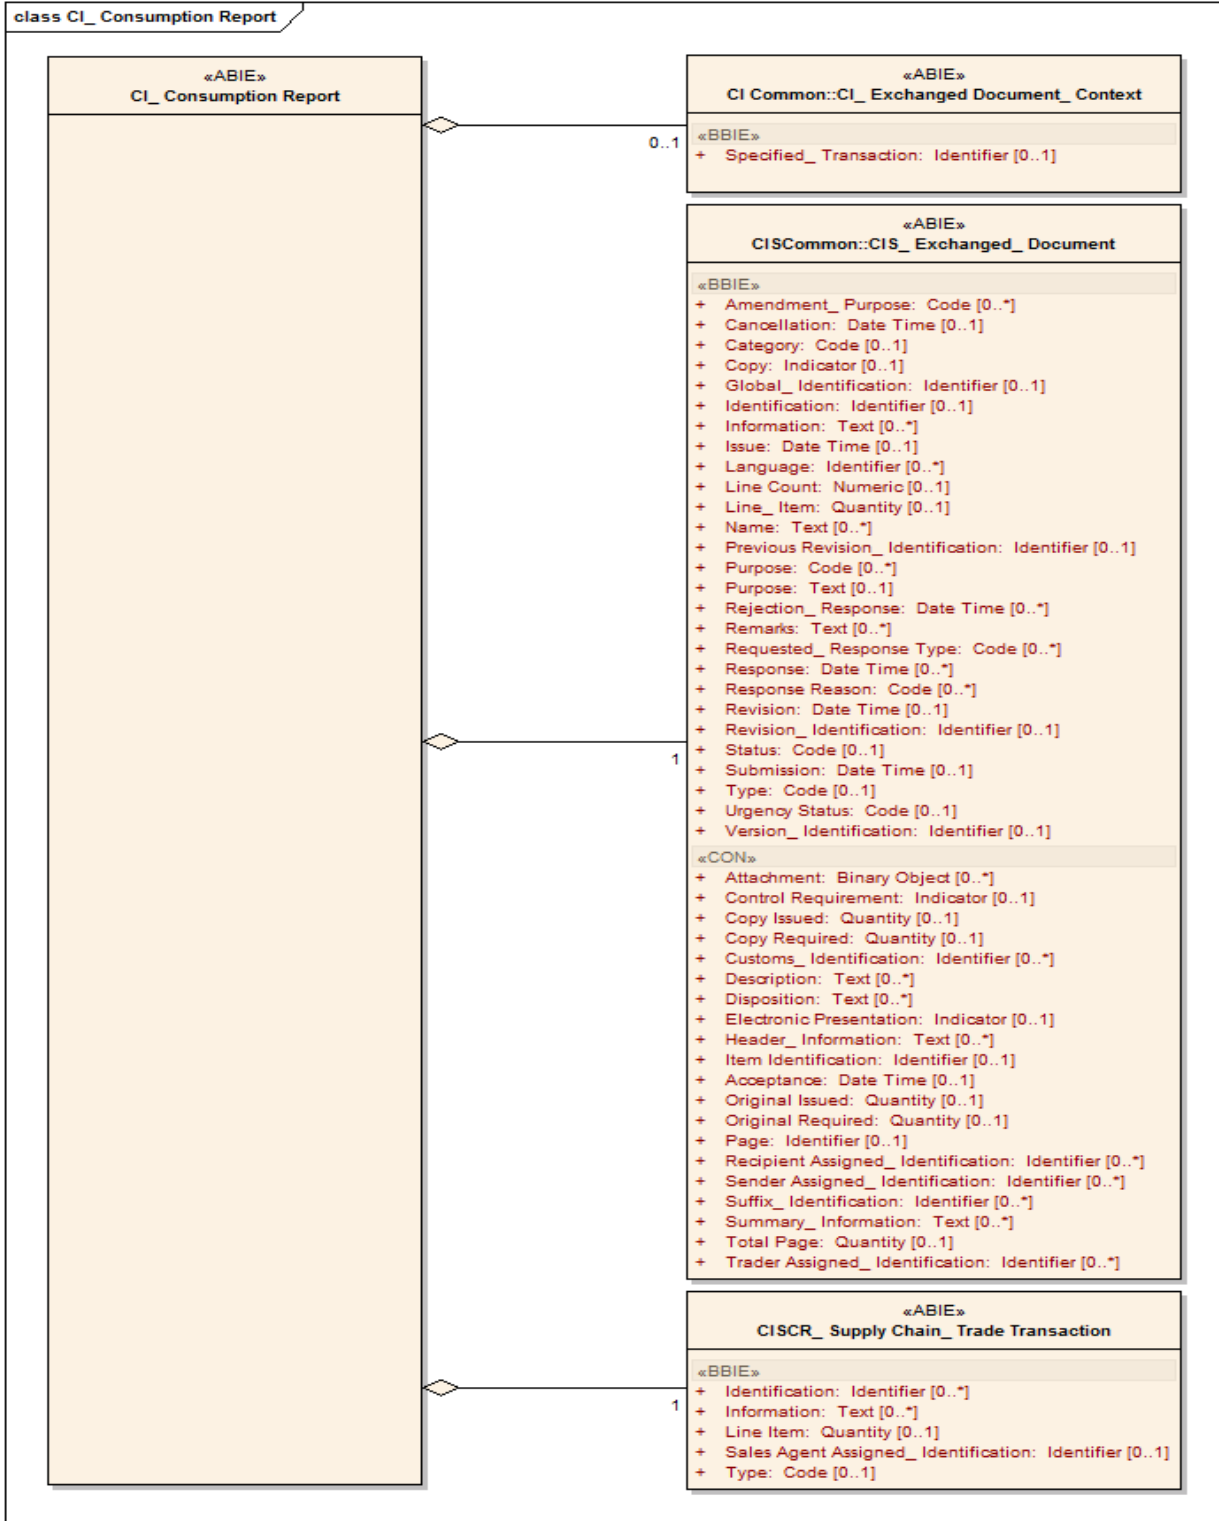 class CI_ Consumption Report
«ABIE»
CI_ Consumption Report
«ABIE»
CI Common::CI_ Exchanged Document_ Context
«BBIE»
+ Specified_ Transaction: Identifier [0..1]
0..1
«ABIE»
CISCommon::CIS_ Exchanged_ Document
«BBIE»
+ Amendment_ Purpose: Code [0..*]
+ Cancellation: Date Time [0..1]
+ Category: Code [0..1]
+ Copy: Indicator [0..1]
+ Global_ Identification: Identifier [0..1]
+ Identification: Identifier [0..1]
+ Information: Text [0..*]
+ Issue: Date Time [0..1]
+ Language: Identifier [0..*]
+ Line Count: Numeric [0..1]
+ Line_ Item: Quantity [0..1]
+ Name: Text [0..*]
+ Previous Revision_ Identification: Identifier [0..1]
+ Purpose: Code [0..*]
+ Purpose: Text [0..1]
+ Rejection_ Response: Date Time [0..*]
+ Remarks: Text [0..*]
+ Requested_ Response Type: Code [0..*]
+ Response: Date Time [0..*]
+ Response Reason: Code [0..*]
+ Revision: Date Time [0..1]
+ Revision_ Identification: Identifier [0..1]
+ Status: Code [0..1]
+ Submission: Date Time [0..1]
+ Type: Code [0..1]
+ Urgency Status: Code [0..1]
+ Version_ Identification: Identifier [0..1]
1
«CON»
+ Attachment: Binary Object [0..*]
+ Control Requirement: Indicator [0..1]
+ Copy Issued: Quantity [0..1]
+ Copy Required: Quantity [0..1]
+ Customs_ Identification: Identifier [0..*]
+ Description: Text [0..*]
+ Disposition: Text [0..*]
+ Electronic Presentation: Indicator [0..1]
+ Header_ Information: Text [0..*]
+ Item Identification: Identifier [0..1]
+ Acceptance: Date Time [0..1]
+ Original Issued: Quantity [0..1]
+ Original Required: Quantity [0..1]
+ Page: Identifier [0..1]
+ Recipient Assigned_ Identification: Identifier [0..*]
+ Sender Assigned_ Identification: Identifier [0..*]
+ Suffix_ Identification: Identifier [0..*]
+ Summary_ Information: Text [0..*]
+ Total Page: Quantity [0..1]
+ Trader Assigned_ Identification: Identifier [0..*]
«ABIE»
CISCR_ Supply Chain_ Trade Transaction
«BBIE»
+ Identification: Identifier [0..*]
+ Information: Text [0..*]
+ Line Item: Quantity [0..1]
+ Sales Agent Assigned_ Identification: Identifier [0..1]
+ Type: Code [0..1]
1